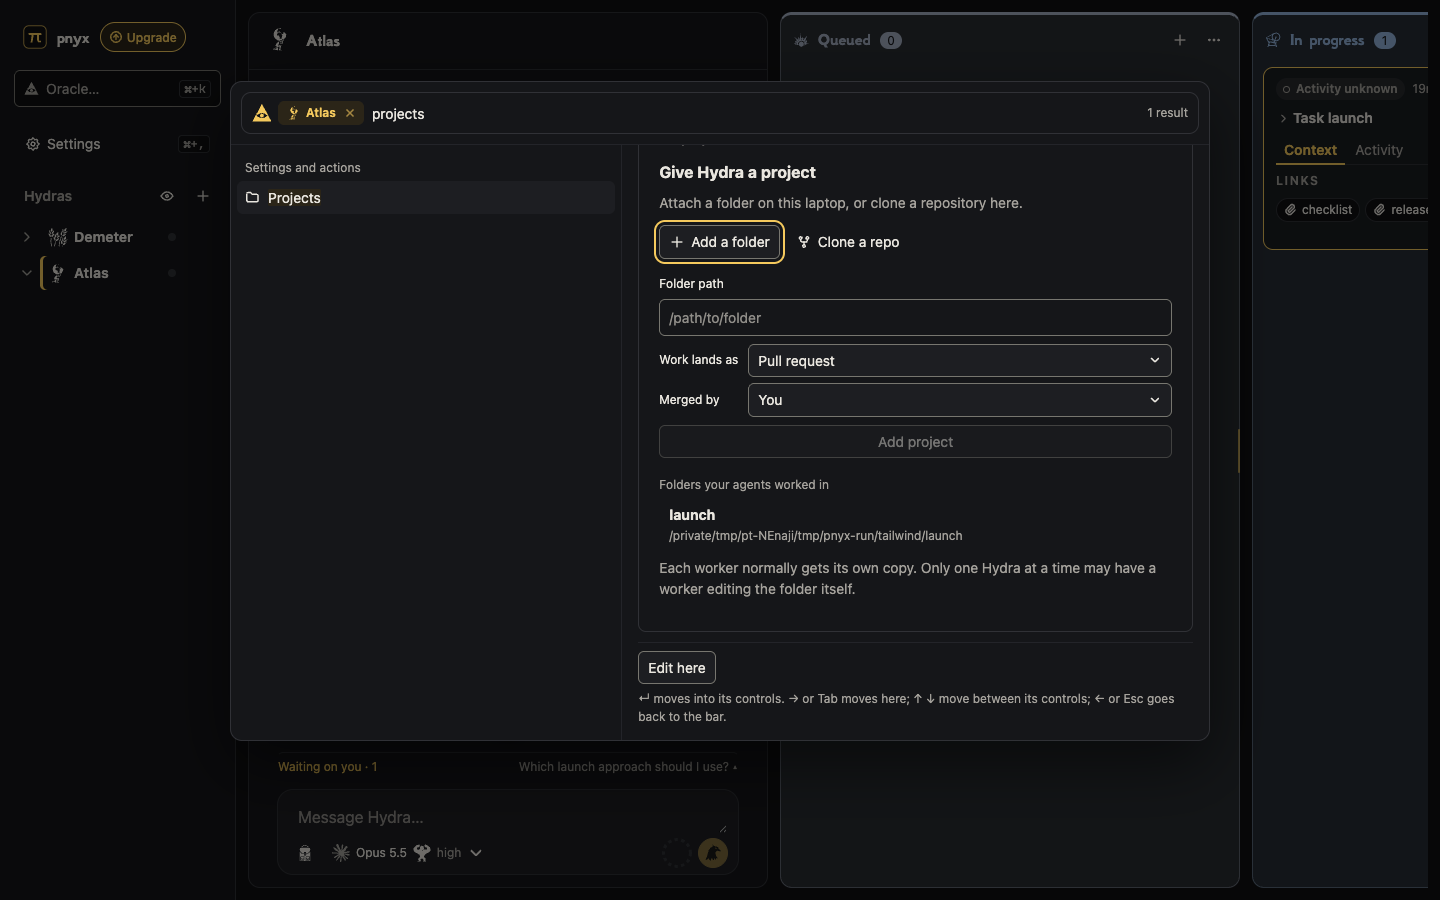 pnyx
Upgrade
Oracle...
⌘+k
Settings
⌘+,
Hydras
Demeter
Atlas
Atlas
Queued 0
In progress 1
Activity unknown
Task launch
Context Activity
LINKS
checklist
Atlas × projects
1 result
Settings and actions
Projects
Give Hydra a project
Attach a folder on this laptop, or clone a repository here.
+ Add a folder
Clone a repo
Folder path
/path/to/folder
Work lands as Pull request
Merged by You
Add project
Folders your agents worked in
launch
/private/tmp/pt-NEnaji/tmp/pnyx-run/tailwind/launch
Each worker normally gets its own copy. Only one Hydra at a time may have a
worker editing the folder itself.
Edit here
↵ moves into its controls. → or Tab moves here; ↑ ↓ move between its controls; ← or Esc goes
back to the bar.
Waiting on you · 1
Which launch approach should I use?
Message Hydra...
Opus 5.5
high